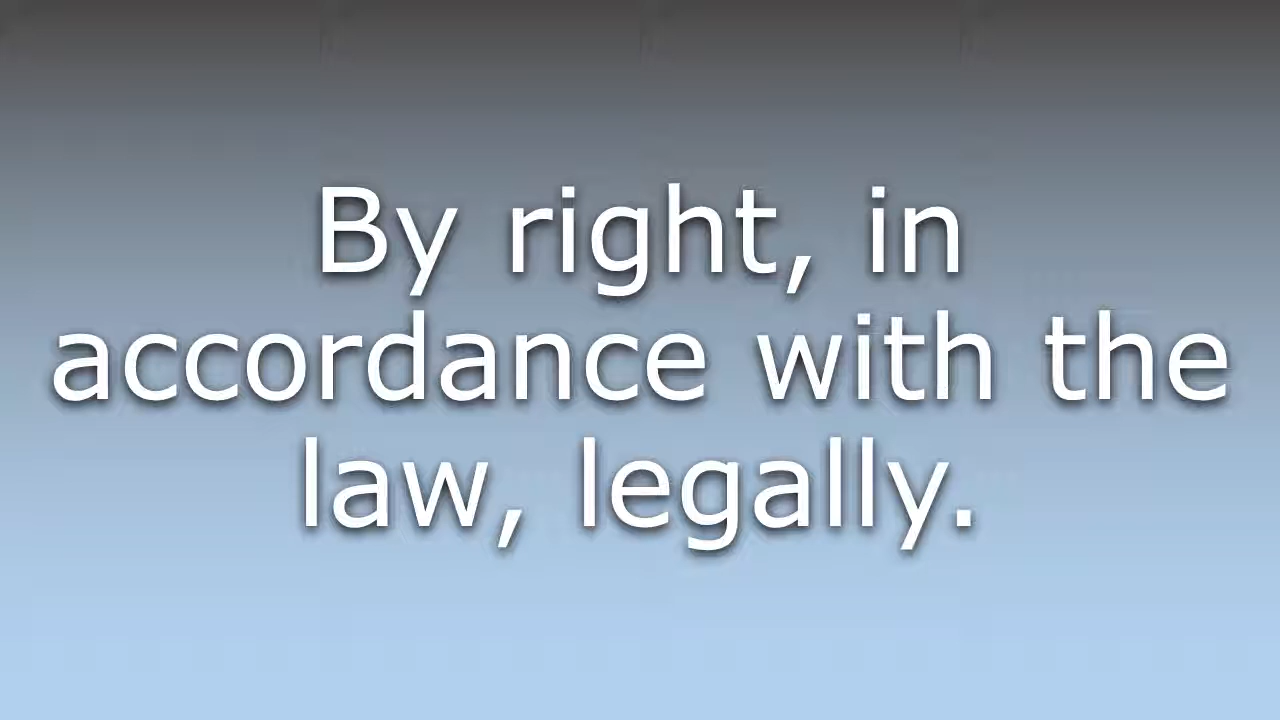 By right, in
accordance with the
law, legally.